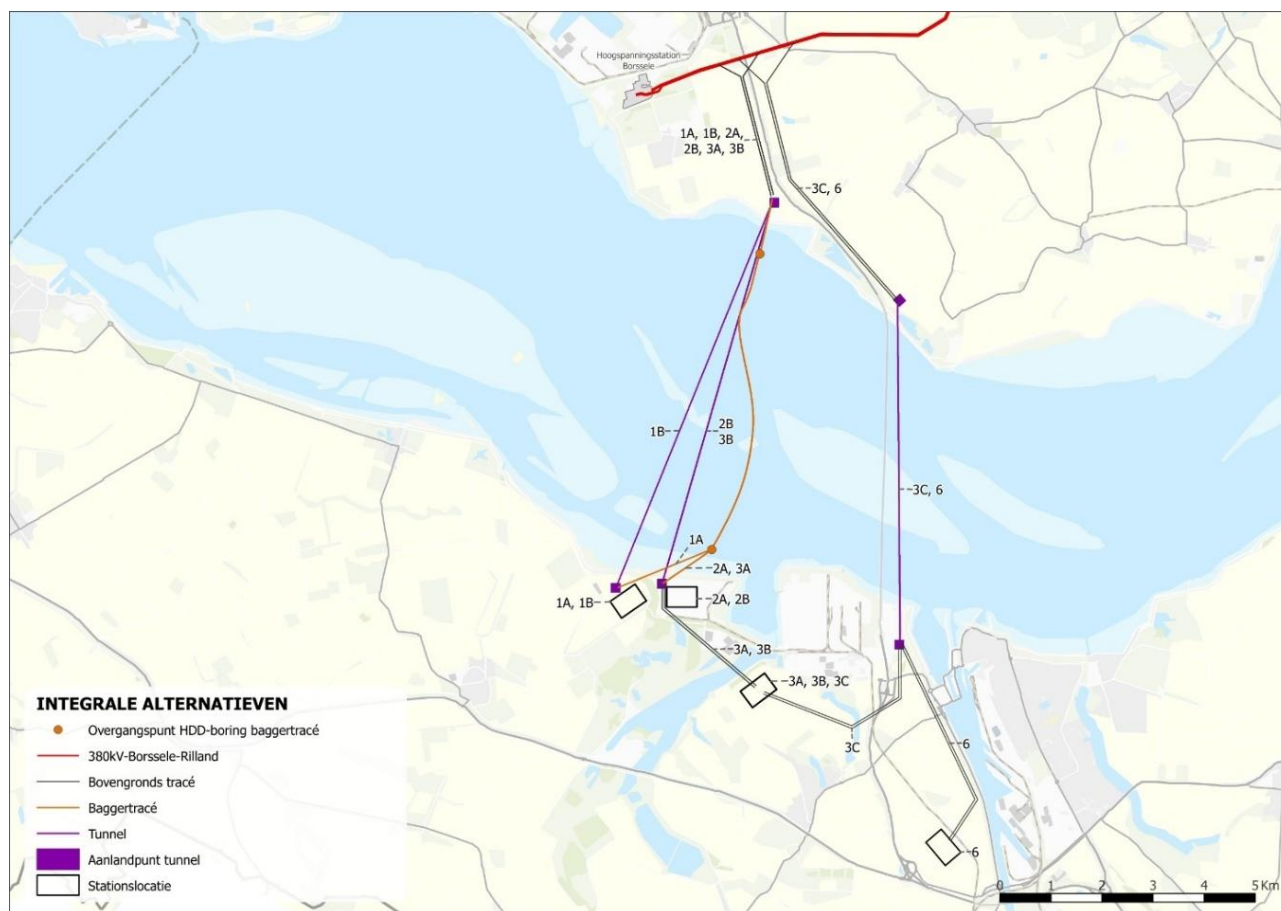 Hoogspanningsstation
Borssele
1A, 1B, 2A,
2B, 3A, 3B
3C, 6
1B
2B
3B
3C, 6
1A
2A, 3A
1A, 1B
2A, 2B
3A, 3B
3A, 3B, 3C
3C
6
6
INTEGRALE ALTERNATIEVEN
Overgangspunt HDD-boring baggertracé
380kV-Borssele-Rilland
Bovengronds tracé
Baggertracé
Tunnel
Aanlandpunt tunnel
Stationslocatie
0 1 2 3 4 5 Km